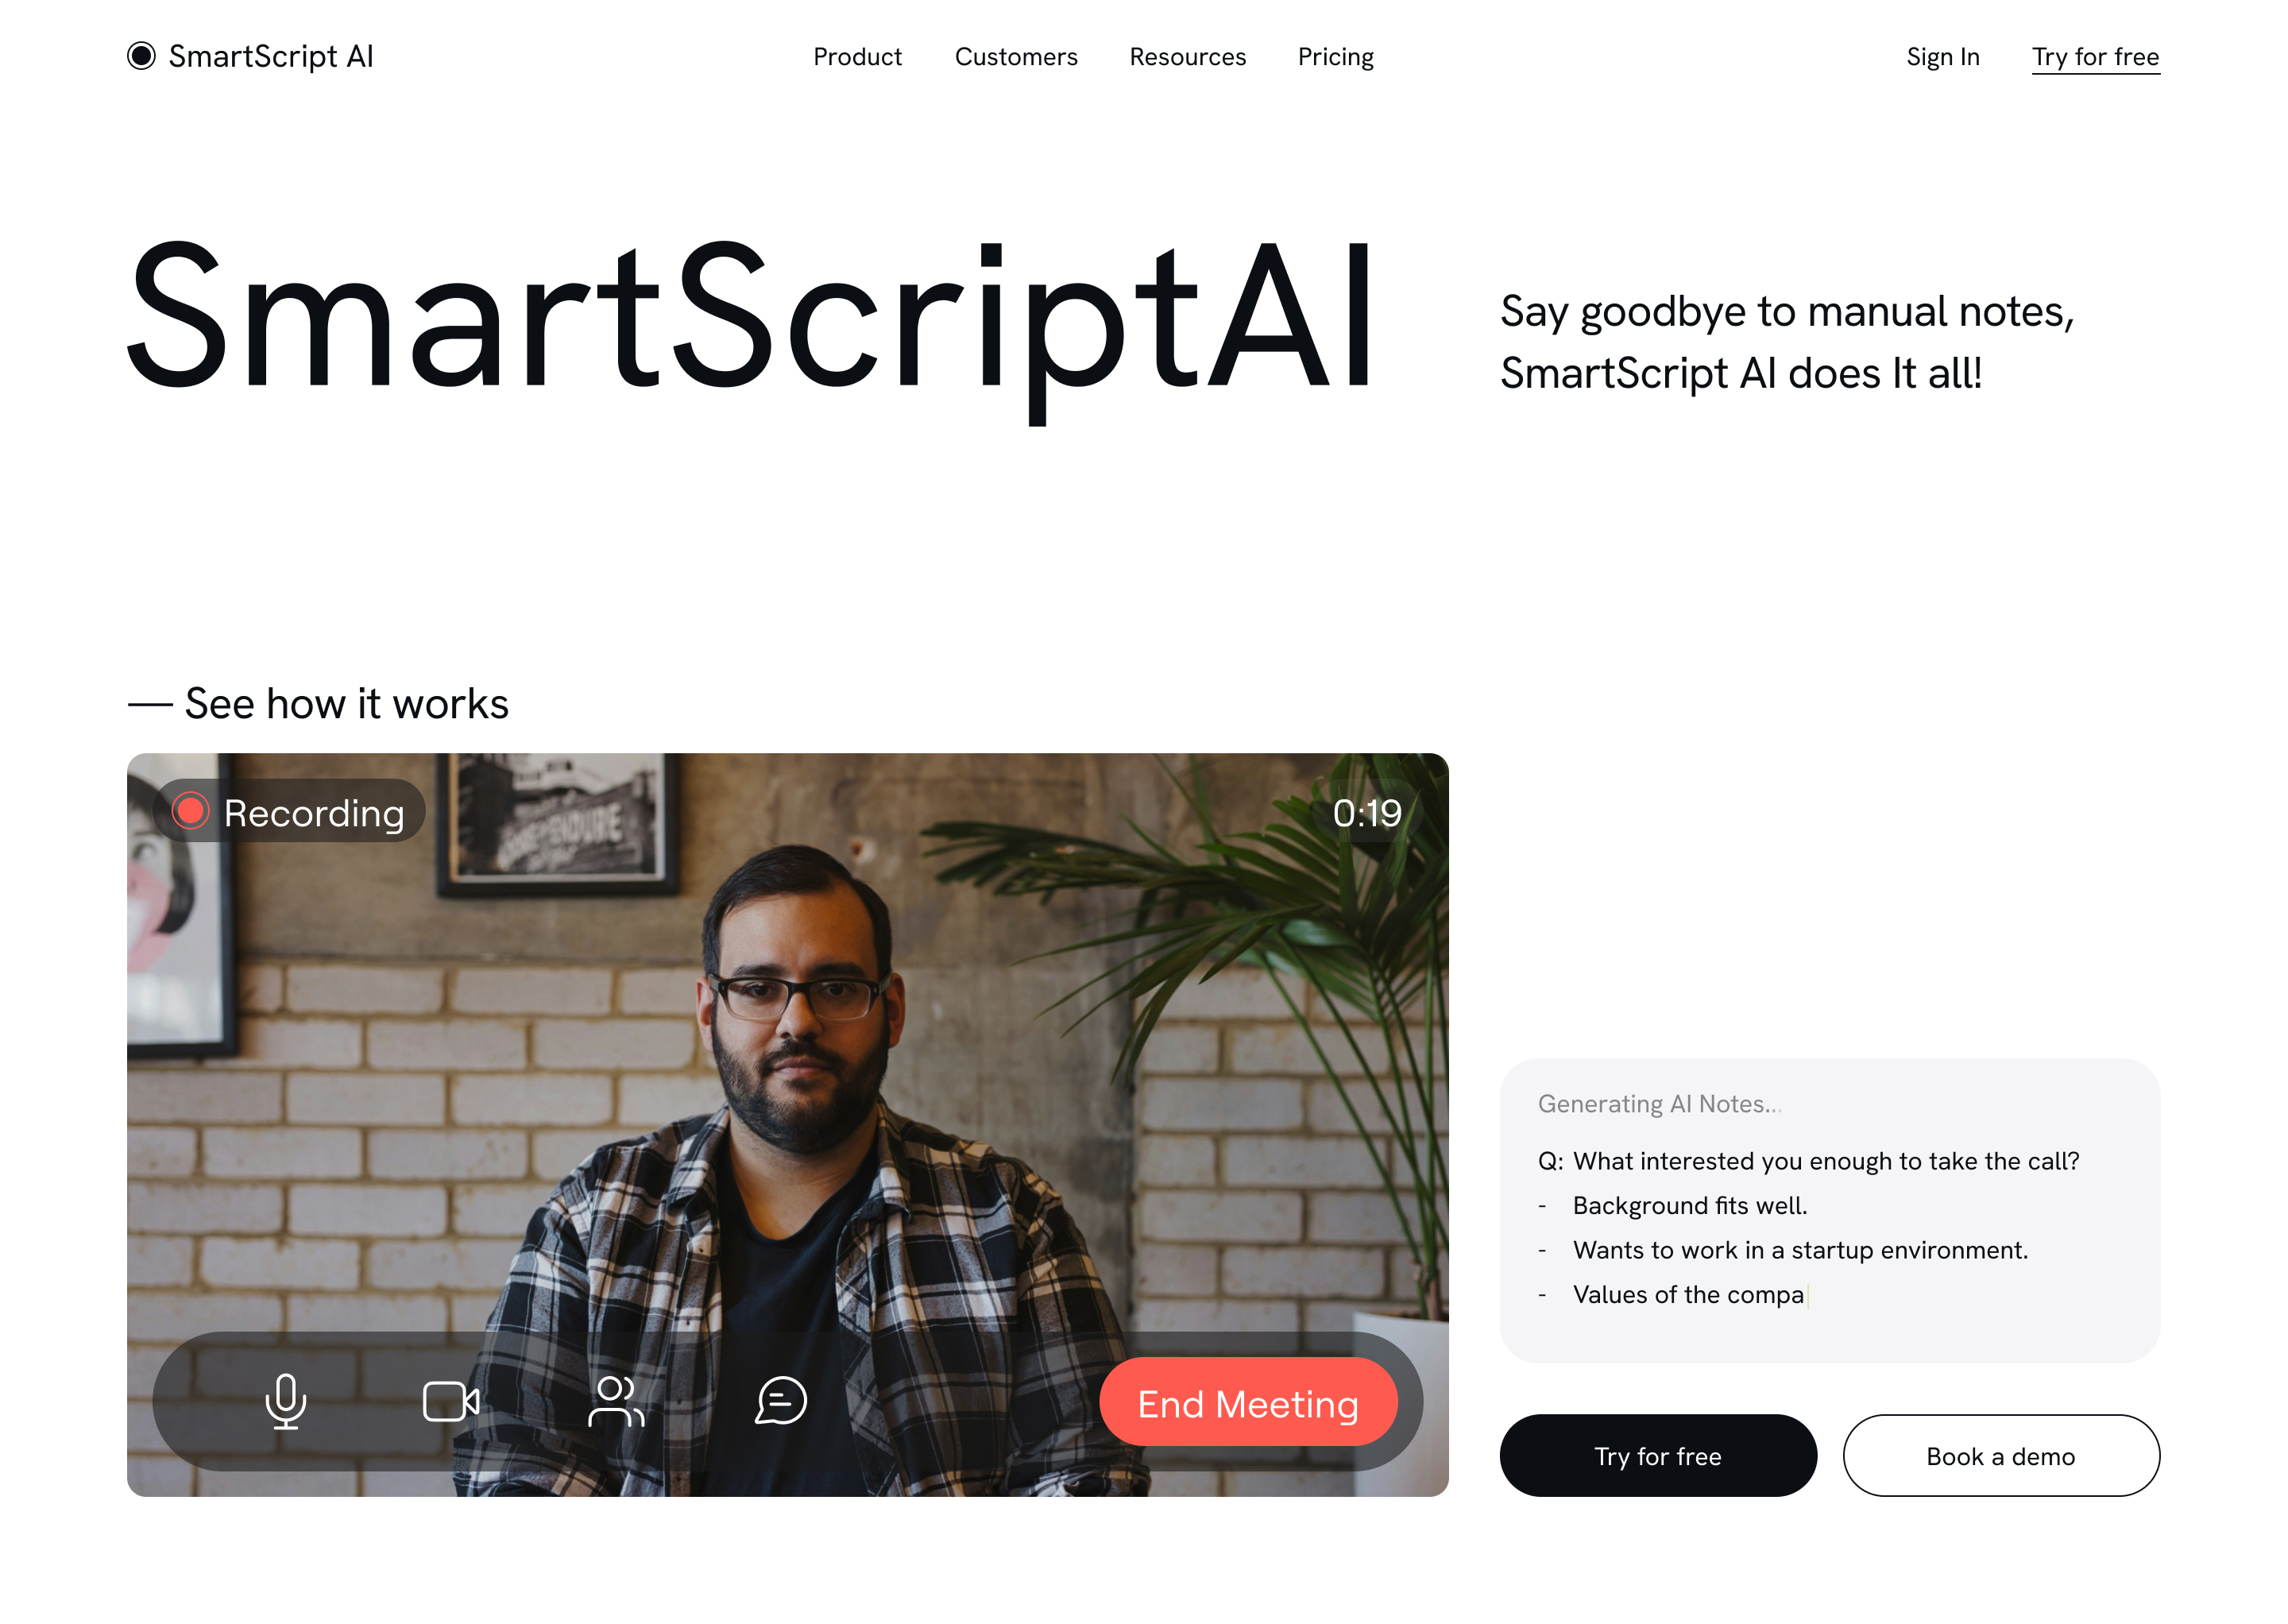 SmartScript AI
Product
Customers
Resources
Pricing
Sign In
Try for free
SmartScriptAI
Say goodbye to manual notes,
SmartScript AI does It all!
— See how it works
Recording
0:19
End Meeting
Generating AI Notes...
Q: What interested you enough to take the call?
- Background fits well.
- Wants to work in a startup environment.
- Values of the compa
Try for free
Book a demo